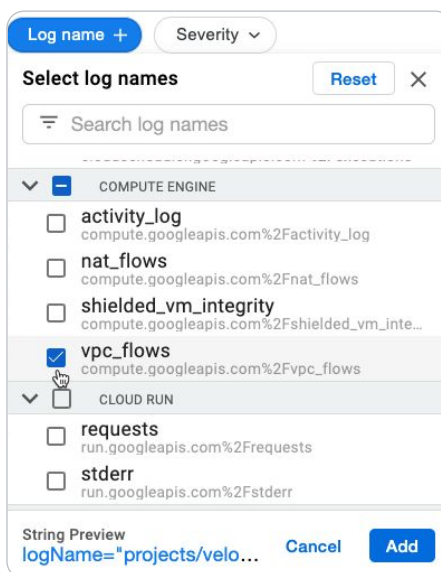 Log name +
Severity
Select log names
Reset
Search log names
COMPUTE ENGINE
activity_log
compute.googleapis.com%2Factivity_log
nat_flows
compute.googleapis.com%2Fnat_flows
shielded_vm_integrity
compute.googleapis.com%2Fshielded_vm_inte...
vpc_flows
compute.googleapis.com%2Fvpc_flows
CLOUD RUN
requests
run.googleapis.com%2Frequests
stderr
run.googleapis.com%2Fstderr
String Preview
logName="projects/velo...
Cancel
Add